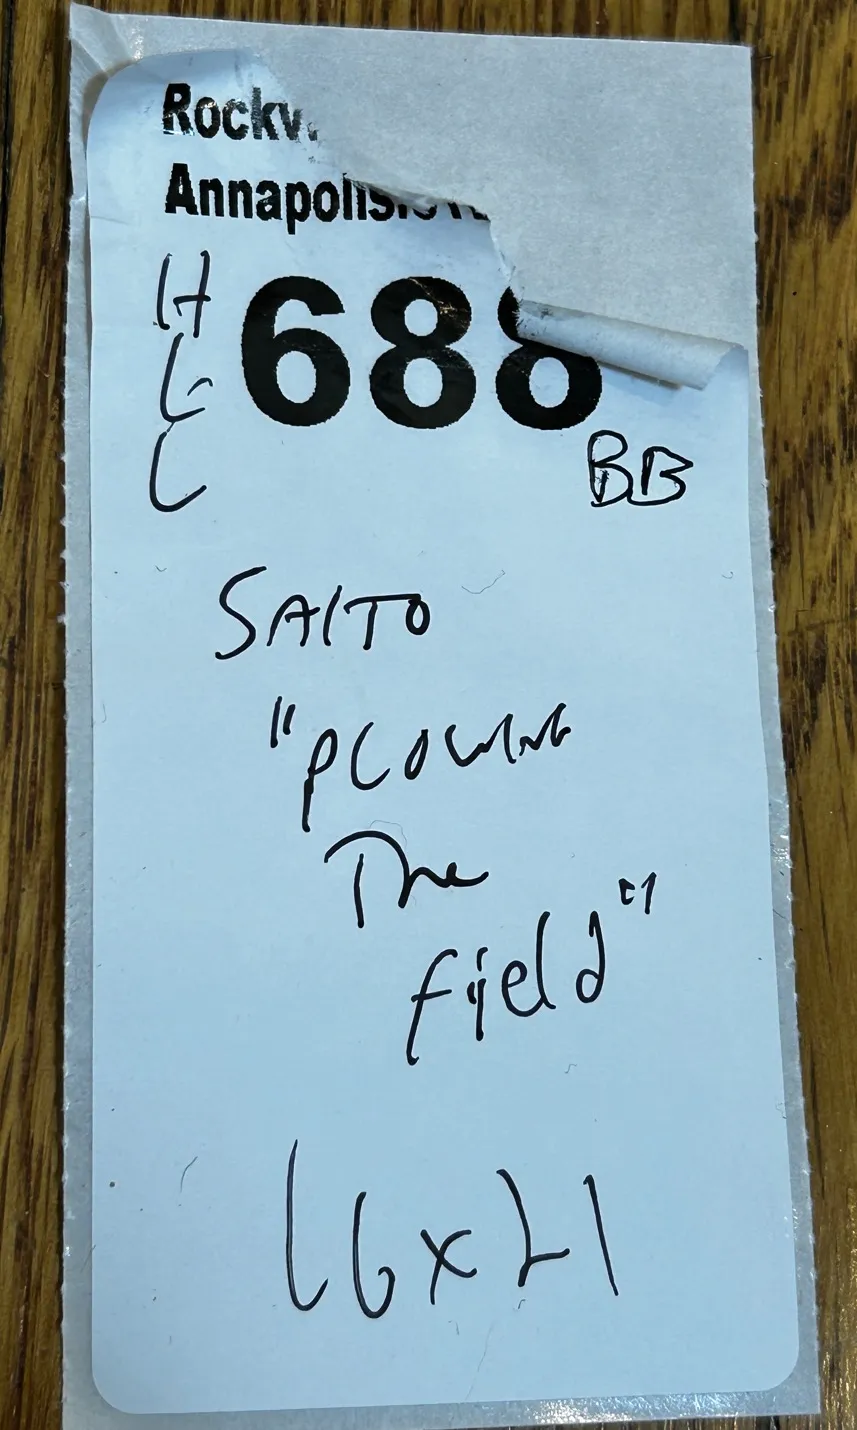 Rockv
Annapolis
688
H
L
C
BB
SAITO
"PLOWING
The
field"
16x21